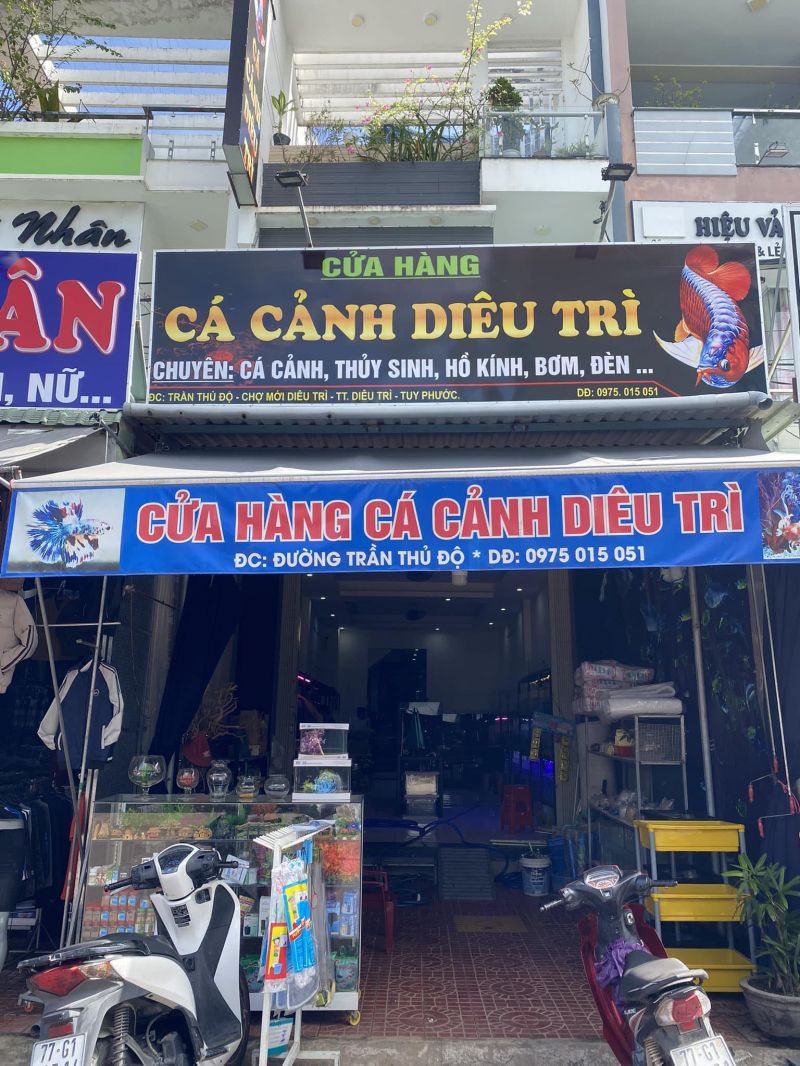 Nhân
ÂN
, NỮ...
HIỆU VẢ
& LẺ
CỬA HÀNG
CÁ CẢNH DIÊU TRÌ
CHUYÊN: CÁ CẢNH, THỦY SINH, HỒ KÍNH, BƠM, ĐÈN ...
ĐC: TRẦN THỦ ĐỘ - CHỢ MỚI DIÊU TRÌ - TT. DIÊU TRÌ - TUY PHƯỚC.
DĐ: 0975. 015 051
CỬA HÀNG CÁ CẢNH DIÊU TRÌ
ĐC: ĐƯỜNG TRẦN THỦ ĐỘ * DĐ: 0975 015 051
77-G1
77-G1